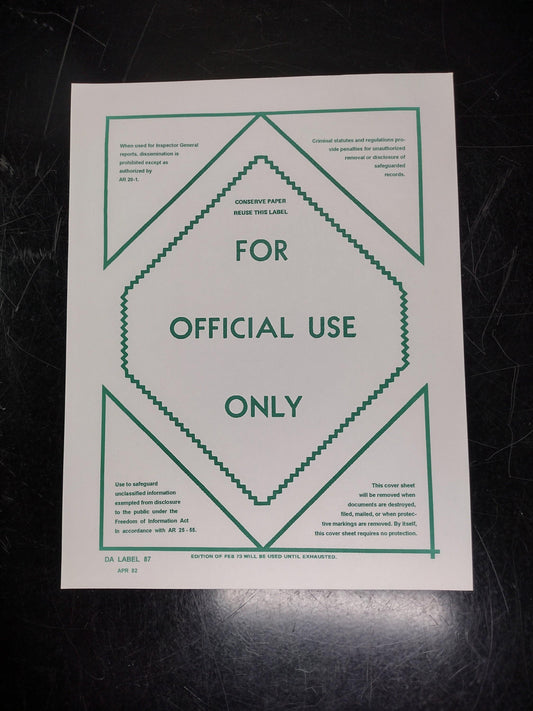 When used for Inspector General
reports, dissemination is
prohibited except as
authorized by
AR 20-1.
Criminal statutes and regulations pro-
vide penalties for unauthorized
removal or disclosure of
safeguarded
records.
CONSERVE PAPER
REUSE THIS LABEL
FOR
OFFICIAL USE
ONLY
Use to safeguard
unclassified information
exempted from disclosure
to the public under the
Freedom of Information Act
in accordance with AR 25-55.
This cover sheet
will be removed when
documents are destroyed,
filed, mailed, or when protec-
tive markings are removed. By itself,
this cover sheet requires no protection.
DA LABEL 87
APR 82
EDITION OF FEB 73 WILL BE USED UNTIL EXHAUSTED.